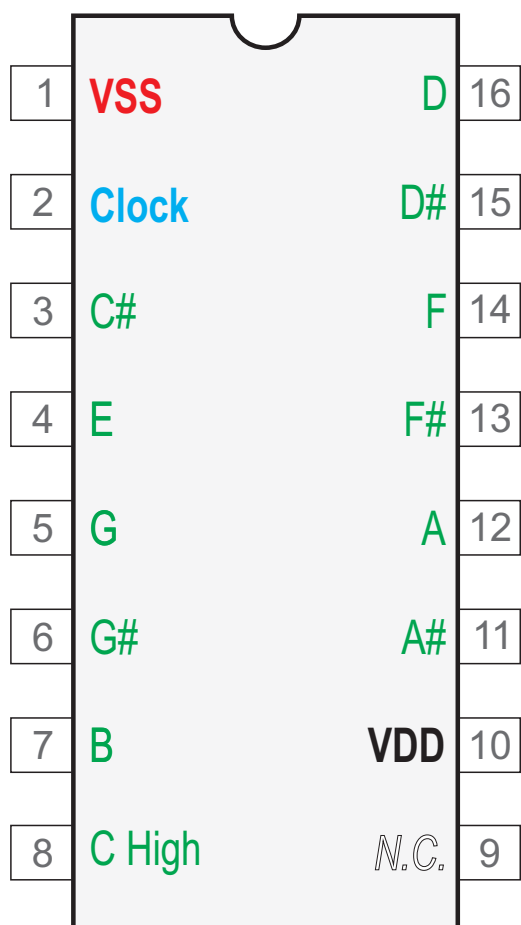 1 VSS D 16
2 Clock D# 15
3 C# F 14
4 E F# 13
5 G A 12
6 G# A# 11
7 B VDD 10
8 C High N.C. 9